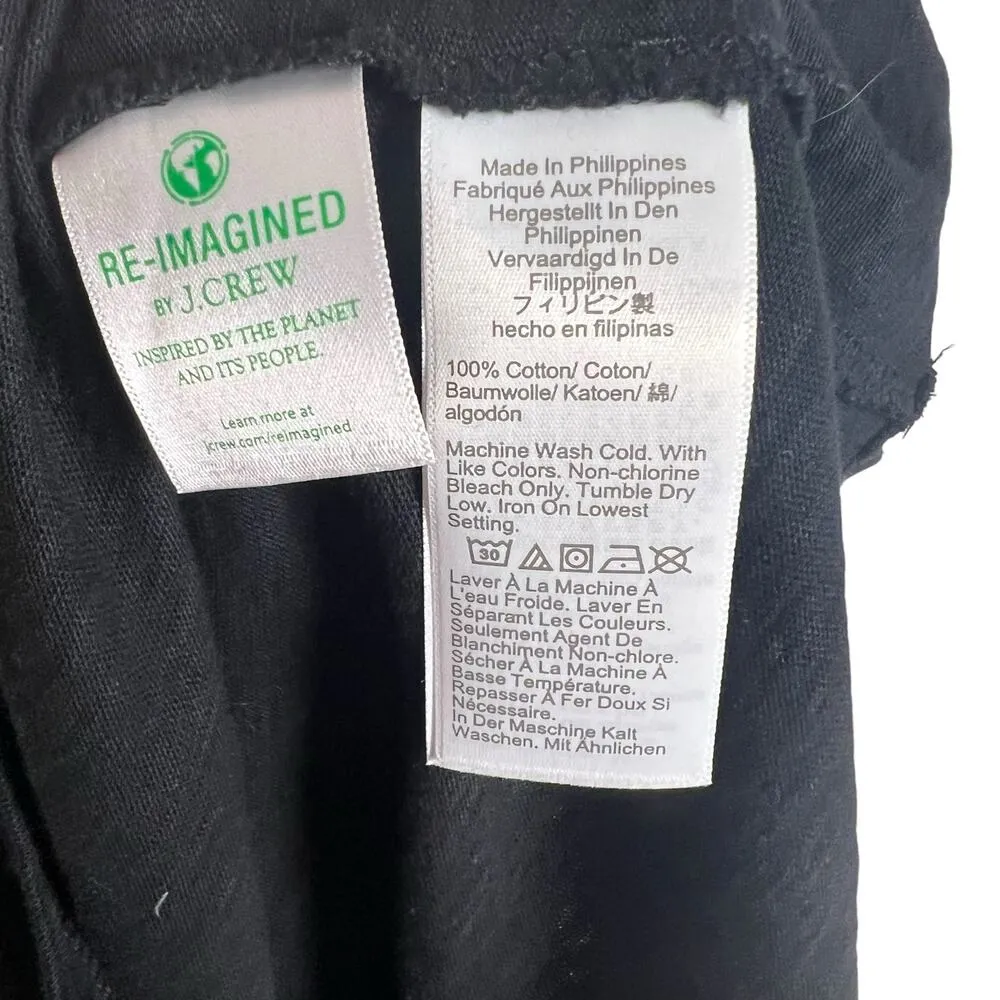 RE-IMAGINED
BY J.CREW
INSPIRED BY THE PLANET
AND ITS PEOPLE.
Learn more at
jcrew.com/reimagined
Made In Philippines
Fabriqué Aux Philippines
Hergestellt In Den
Philippinen
Vervaardigd In De
Filippijnen
フィリピン製
hecho en filipinas
100% Cotton/ Coton/
Baumwolle/ Katoen/ 綿/
algodón
Machine Wash Cold. With
Like Colors. Non-chlorine
Bleach Only. Tumble Dry
Low. Iron On Lowest
Setting.
30
Laver À La Machine À
L'eau Froide. Laver En
Séparant Les Couleurs.
Seulement Agent De
Blanchiment Non-chlore.
Sécher À La Machine À
Basse Température.
Repasser À Fer Doux Si
Nécessaire.
In Der Maschine Kalt
Waschen. Mit Ähnlichen